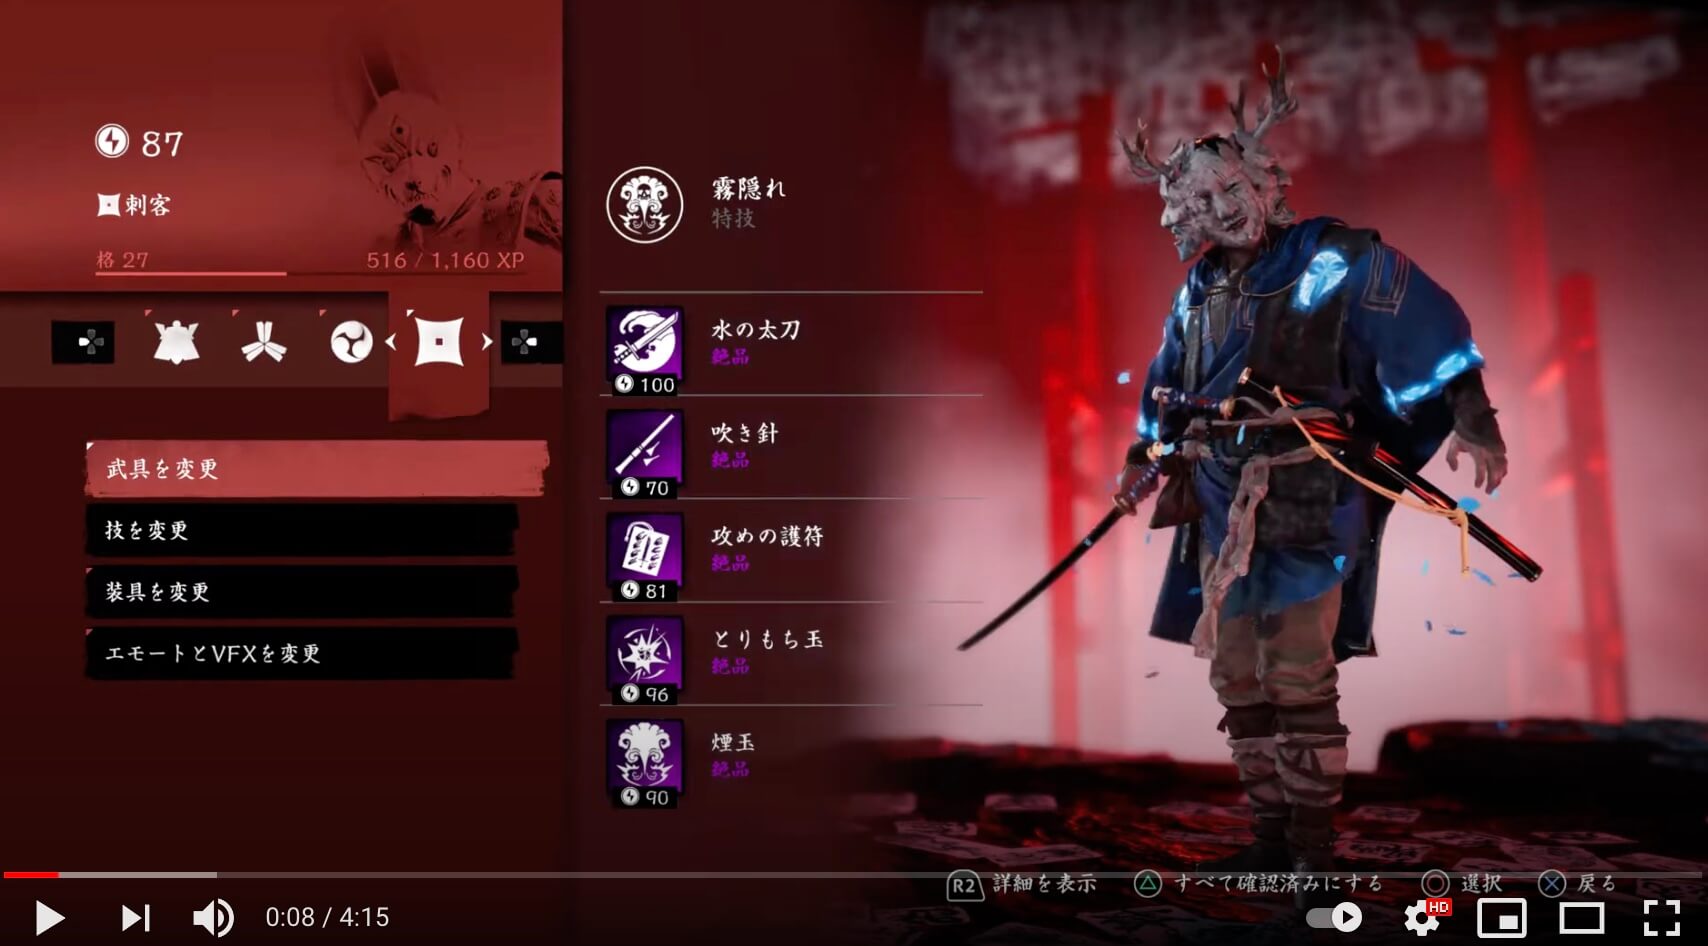 87
刺客
格 27
516 / 1,160 XP
武具を変更
技を変更
装具を変更
エモートとVFXを変更
霧隠れ
特技
水の太刀
絶品
100
吹き針
絶品
70
攻めの護符
絶品
81
とりもち玉
絶品
96
煙玉
絶品
90
R2 詳細を表示 すべて確認済みにする 選択 戻る
0:08 / 4:15
HD